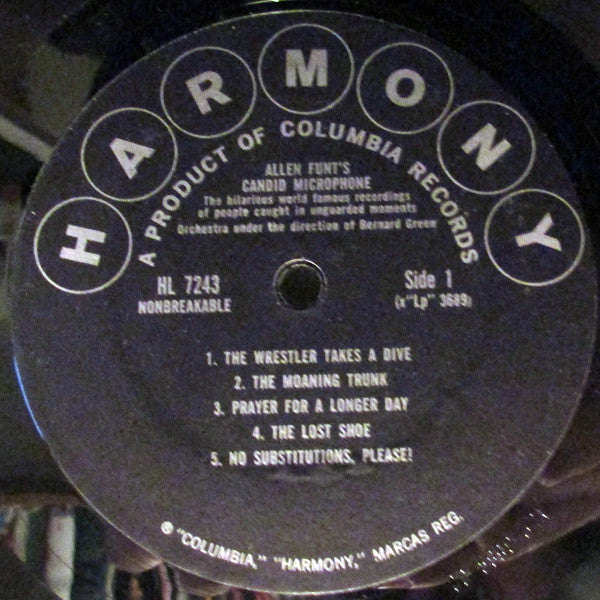 HARMONY
A PRODUCT OF COLUMBIA RECORDS
ALLEN FUNT'S
CANDID MICROPHONE
The hilarious world famous recordings
of people caught in unguarded moments
Orchestra under the direction of Bernard Green
HL 7243
NONBREAKABLE
Side 1
(x"Lp" 3689)
1. THE WRESTLER TAKES A DIVE
2. THE MOANING TRUNK
3. PRAYER FOR A LONGER DAY
4. THE LOST SHOE
5. NO SUBSTITUTIONS, PLEASE!
® "COLUMBIA," "HARMONY," MARCAS REG.